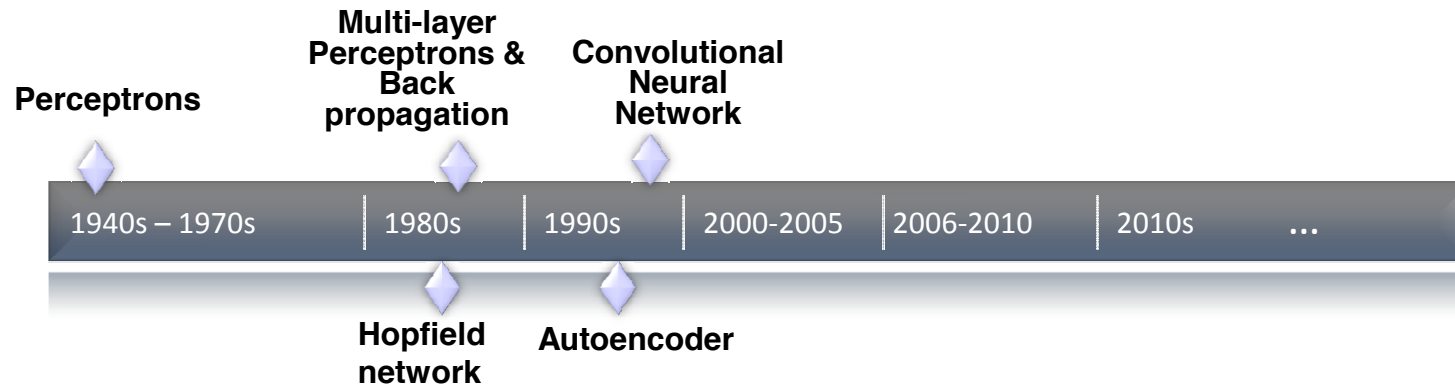 Multi-layer
Perceptrons &
Back
propagation
Convolutional
Neural
Network
Perceptrons
1940s – 1970s
1980s
1990s
2000-2005
2006-2010
2010s
...
Hopfield
network
Autoencoder